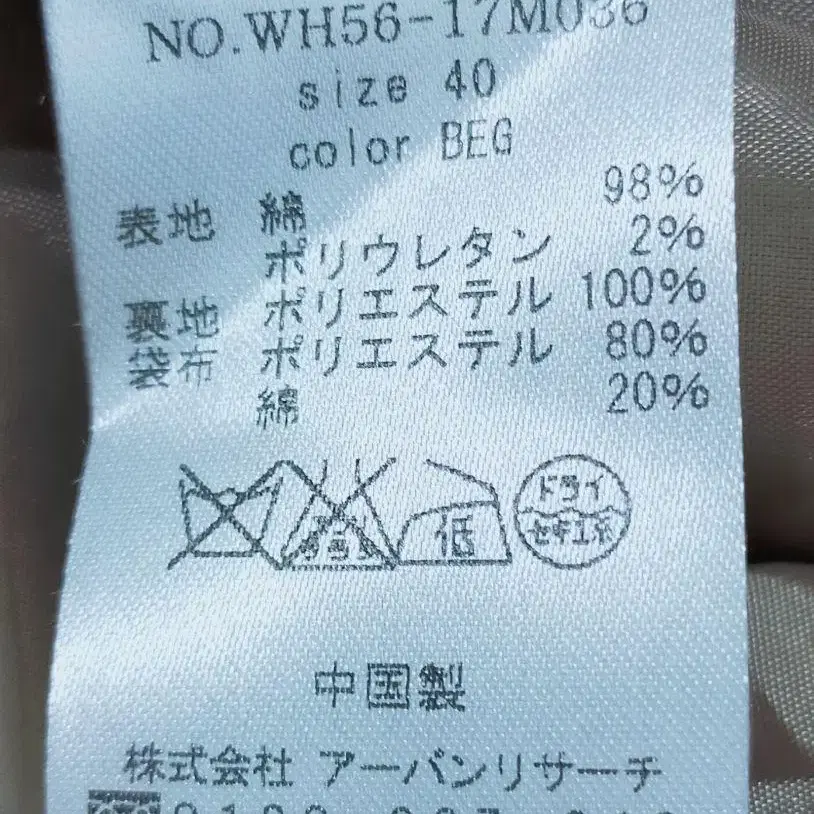 NO.WH56-17M036
size 40
color BEG
表地 綿 98%
ポリウレタン 2%
裏地 ポリエステル 100%
袋布 ポリエステル 80%
綿 20%
低 ドライ
セキユ系
中国製
株式会社 アーバンリサーチ